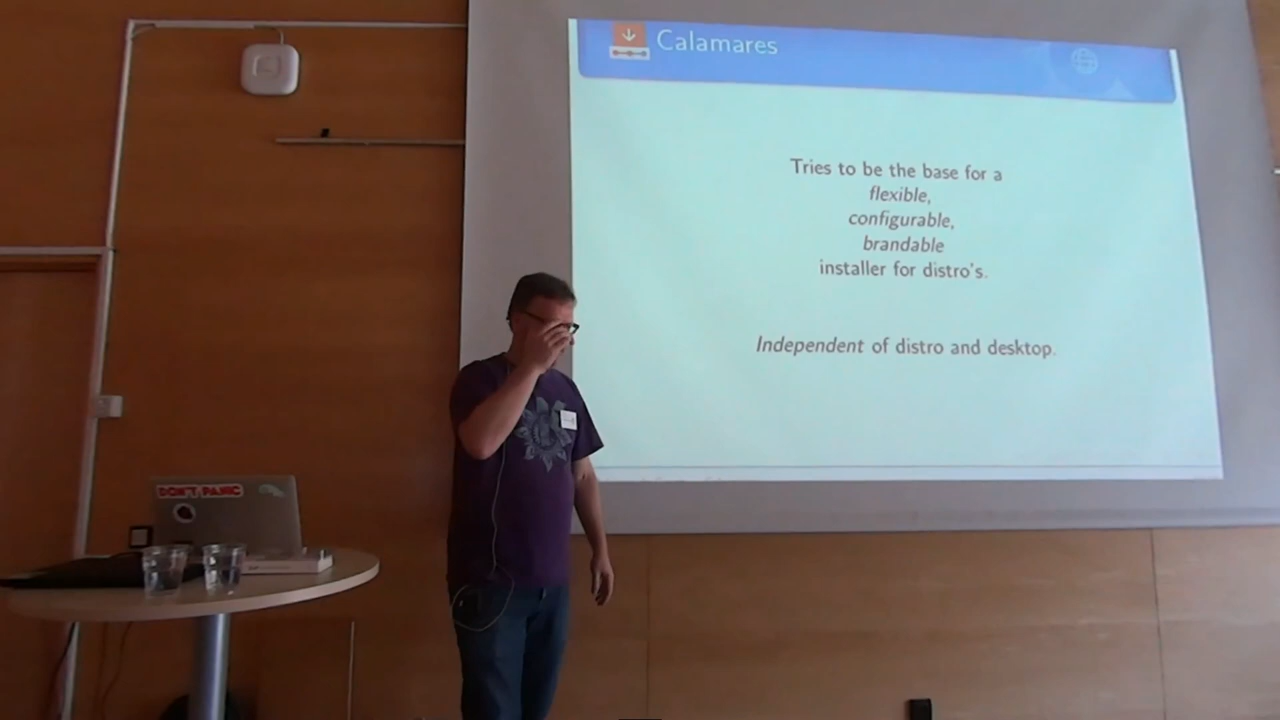 Calamares
Tries to be the base for a
flexible,
configurable,
brandable
installer for distro's.
Independent of distro and desktop.
DON'T PANIC